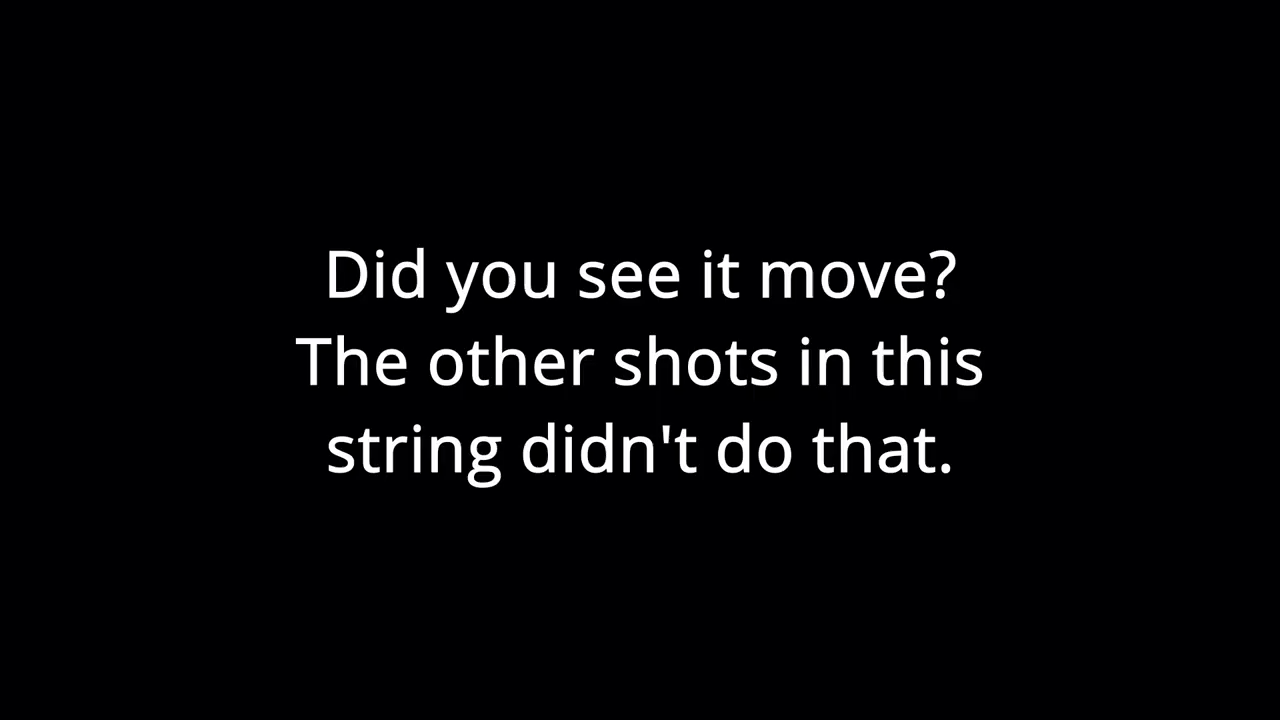 Did you see it move?
The other shots in this
string didn't do that.